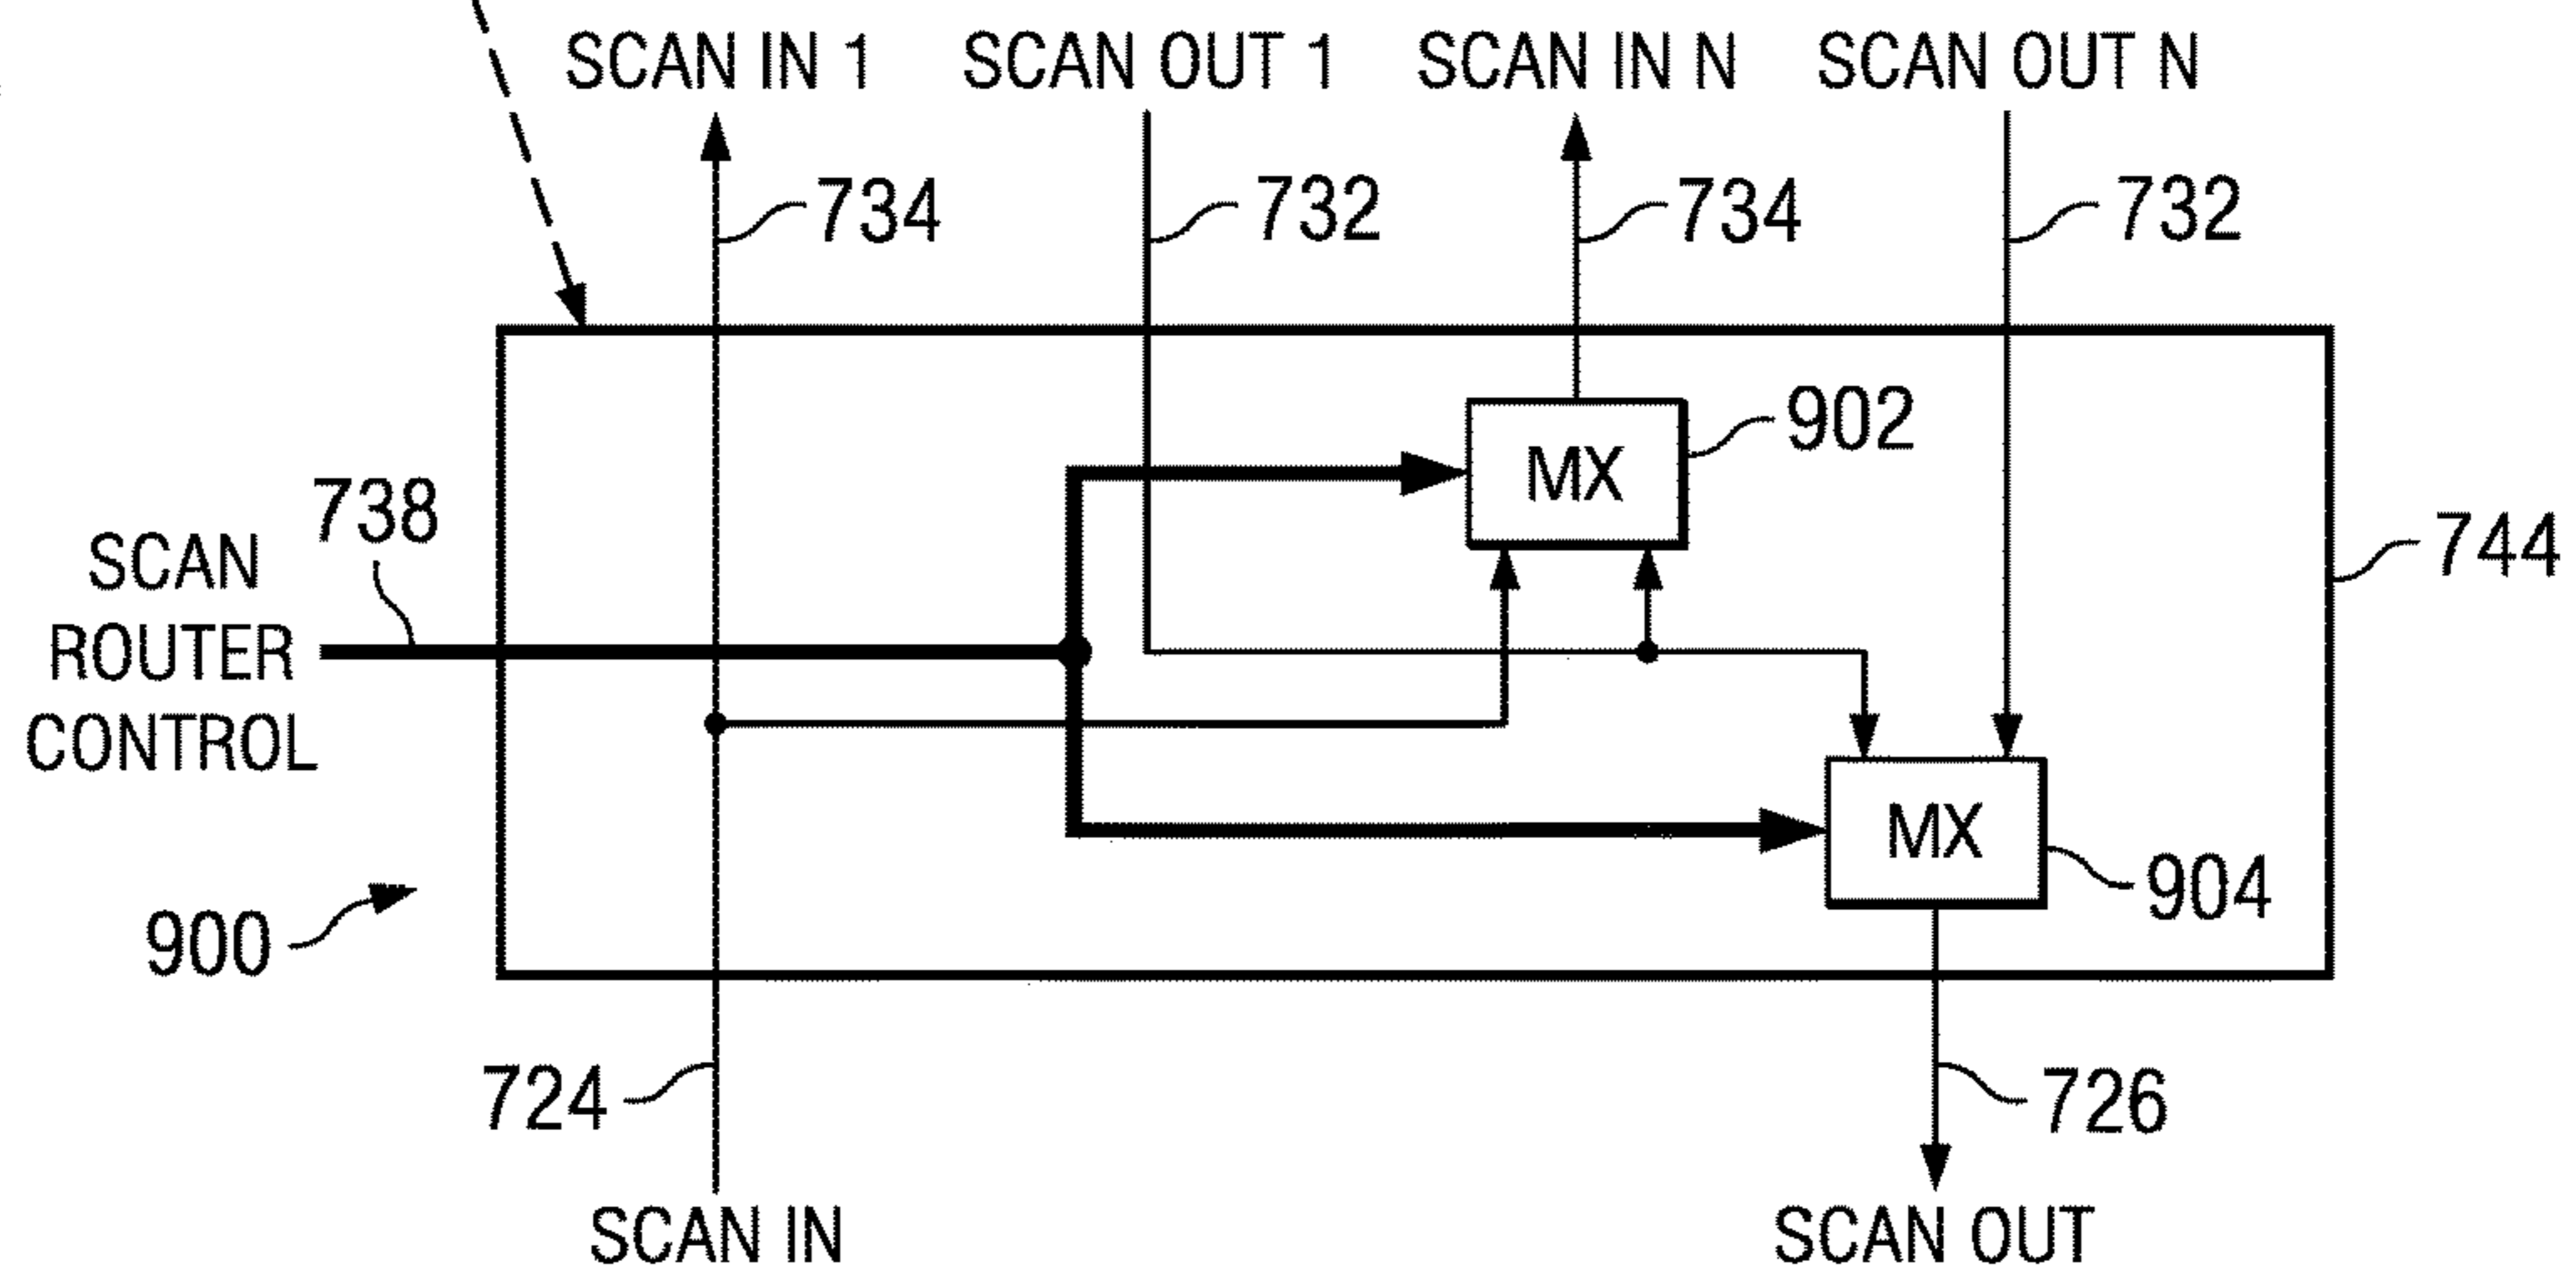 SCAN IN 1
SCAN OUT 1
SCAN IN N
SCAN OUT N
734
732
734
732
902
MX
738
SCAN
ROUTER
CONTROL
744
MX
904
900
724
726
SCAN IN
SCAN OUT